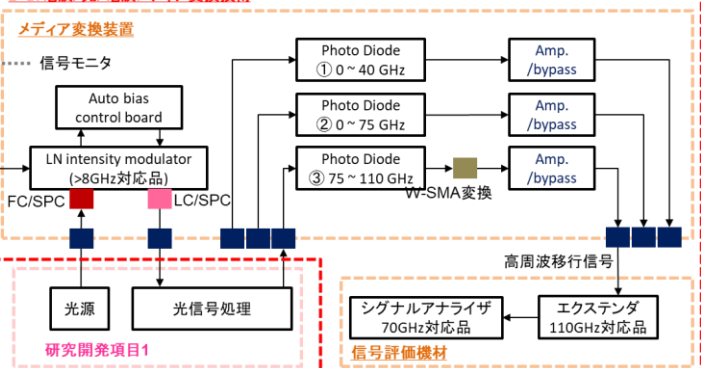 メディア変換装置
信号モニタ
Auto bias
control board
LN intensity modulator
(>8GHz対応品)
FC/SPC
LC/SPC
Photo Diode
① 0 ~ 40 GHz
Amp.
/bypass
Photo Diode
② 0 ~ 75 GHz
Amp.
/bypass
Photo Diode
③ 75 ~ 110 GHz
W-SMA変換
Amp.
/bypass
高周波移行信号
光源
光信号処理
研究開発項目1
シグナルアナライザ
70GHz対応品
エクステンダ
110GHz対応品
信号評価機材